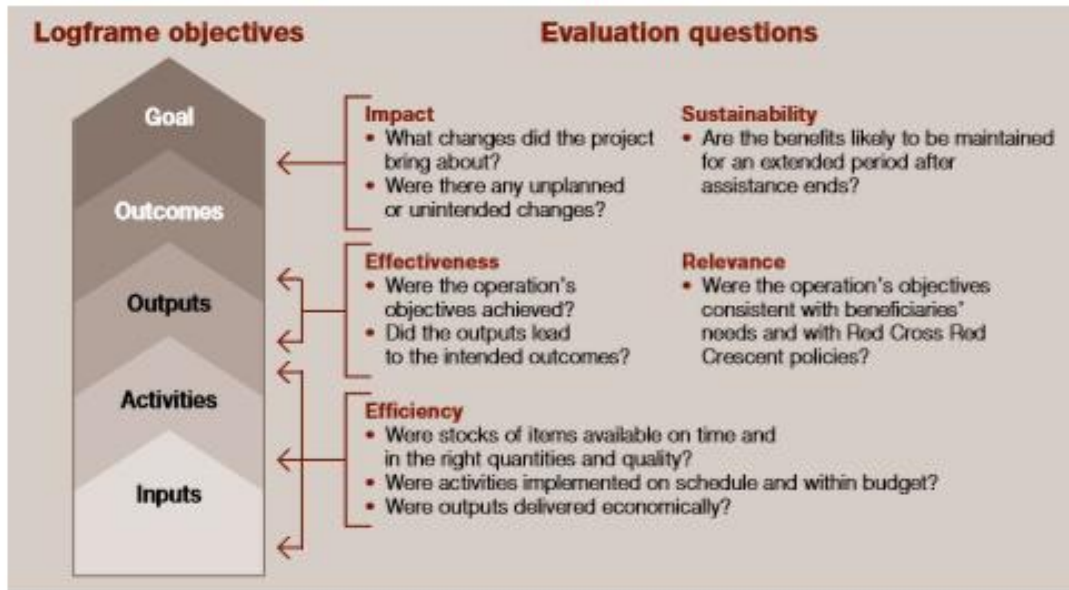 Logframe objectives
Evaluation questions
Goal
Outcomes
Outputs
Activities
Inputs
Impact
• What changes did the project
bring about?
• Were there any unplanned
or unintended changes?
Sustainability
• Are the benefits likely to be maintained
for an extended period after
assistance ends?
Effectiveness
• Were the operation's
objectives achieved?
• Did the outputs lead
to the intended outcomes?
Relevance
• Were the operation's objectives
consistent with beneficiaries'
needs and with Red Cross Red
Crescent policies?
Efficiency
• Were stocks of items available on time and
in the right quantities and quality?
• Were activities implemented on schedule and within budget?
• Were outputs delivered economically?